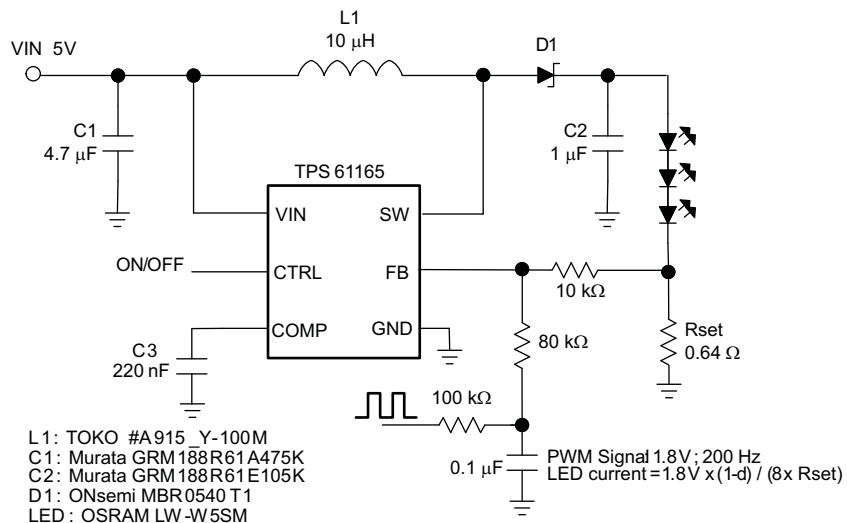 L1
10 μH
VIN 5V
D1
C1
4.7 μF
C2
1 μF
TPS 61165
VIN
SW
ON/OFF
CTRL
FB
10 kΩ
COMP
GND
Rset
0.64 Ω
C3
220 nF
80 kΩ
100 kΩ
0.1 μF
PWM Signal 1.8V; 200 Hz
LED current = 1.8V x (1-d) / (8x Rset)
L1: TOKO #A915_Y-100M
C1: Murata GRM188R61A475K
C2: Murata GRM188R61E105K
D1: ONsemi MBR0540T1
LED: OSRAM LW-W5SM